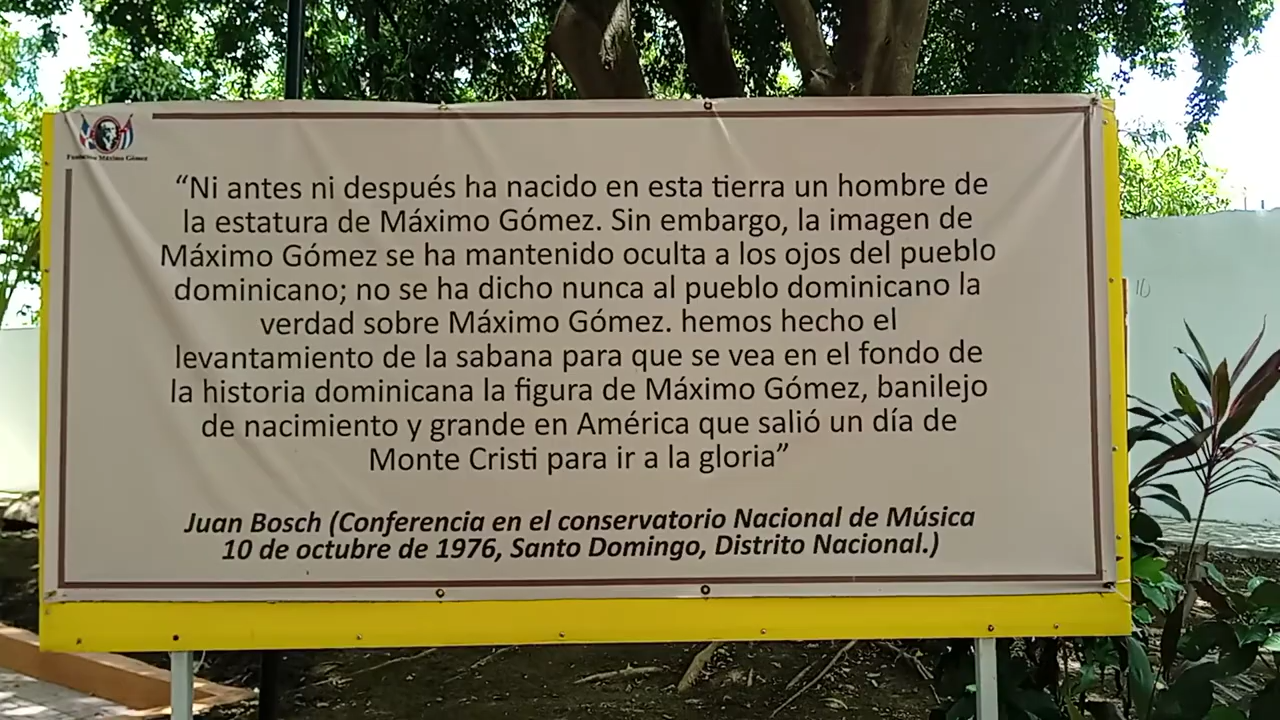 Fundación Máximo Gómez
“Ni antes ni después ha nacido en esta tierra un hombre de
la estatura de Máximo Gómez. Sin embargo, la imagen de
Máximo Gómez se ha mantenido oculta a los ojos del pueblo
dominicano; no se ha dicho nunca al pueblo dominicano la
verdad sobre Máximo Gómez. hemos hecho el
levantamiento de la sabana para que se vea en el fondo de
la historia dominicana la figura de Máximo Gómez, banilejo
de nacimiento y grande en América que salió un día de
Monte Cristi para ir a la gloria”
Juan Bosch (Conferencia en el conservatorio Nacional de Música
10 de octubre de 1976, Santo Domingo, Distrito Nacional.)